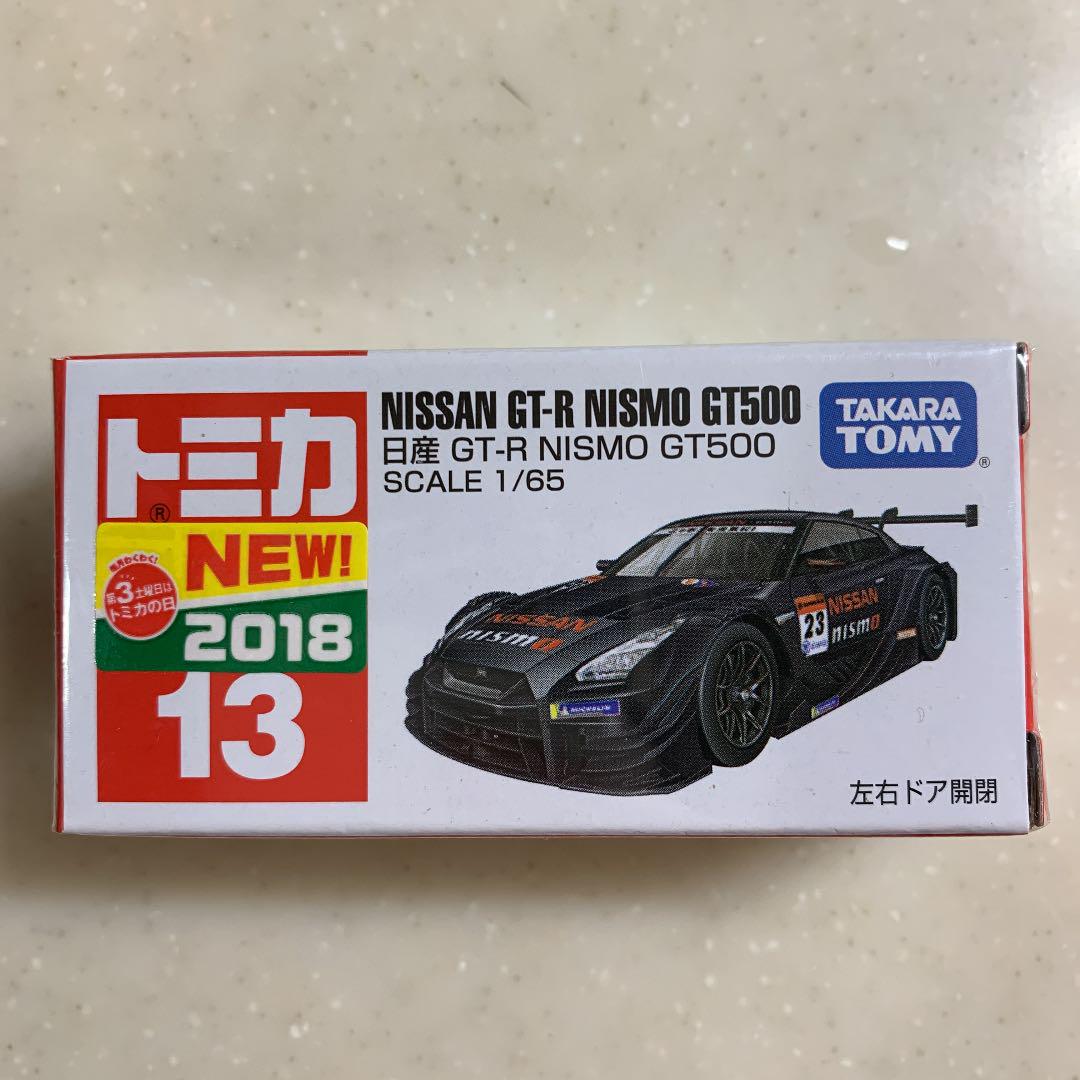 トミカ
®
NEW!
毎月わくわく!
第3土曜日は
トミカの日
2018
13
NISSAN GT-R NISMO GT500
日産 GT-R NISMO GT500
SCALE 1/65
TAKARA
TOMY
®
NISSAN
nismo
NISSAN
nismo
23
MICHELIN
左右ドア開閉